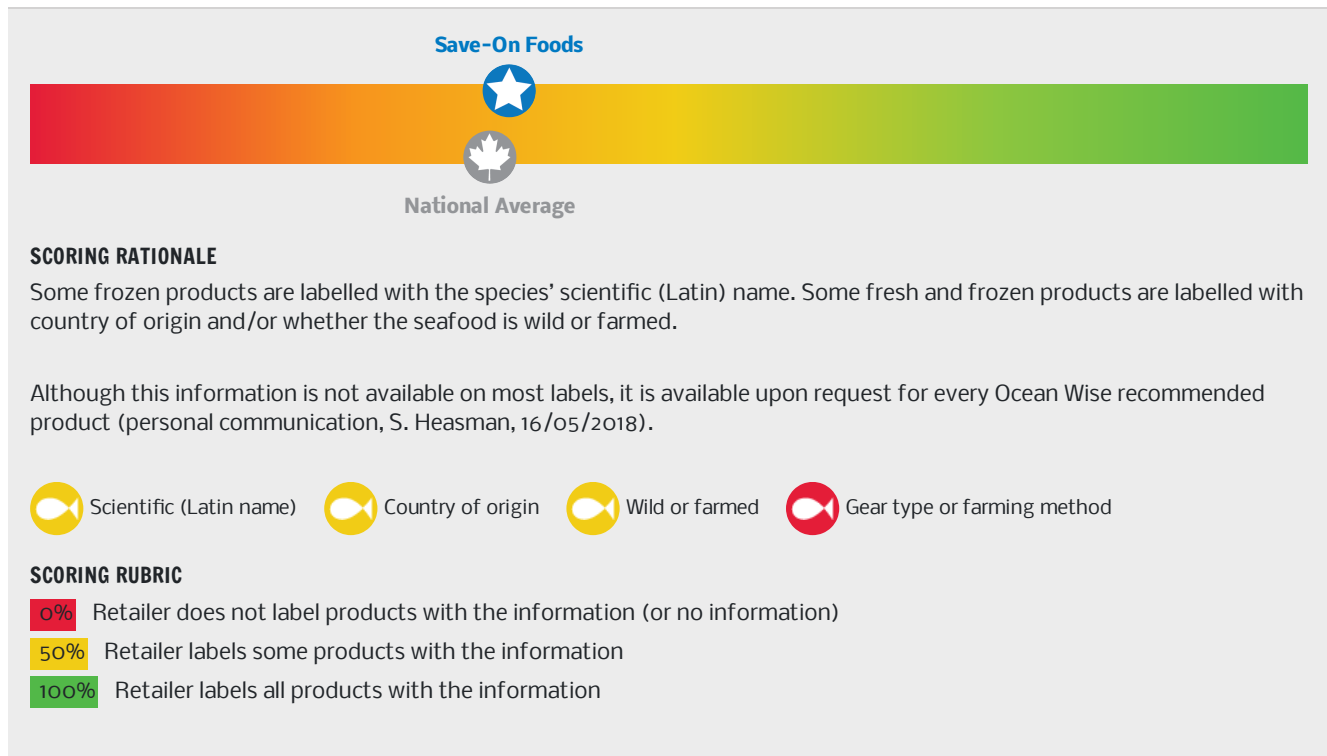 Save-On Foods
National Average
SCORING RATIONALE
Some frozen products are labelled with the species’ scientific (Latin) name. Some fresh and frozen products are labelled with
country of origin and/or whether the seafood is wild or farmed.
Although this information is not available on most labels, it is available upon request for every Ocean Wise recommended
product (personal communication, S. Heasman, 16/05/2018).
Scientific (Latin name) Country of origin Wild or farmed Gear type or farming method
SCORING RUBRIC
0% Retailer does not label products with the information (or no information)
50% Retailer labels some products with the information
100% Retailer labels all products with the information